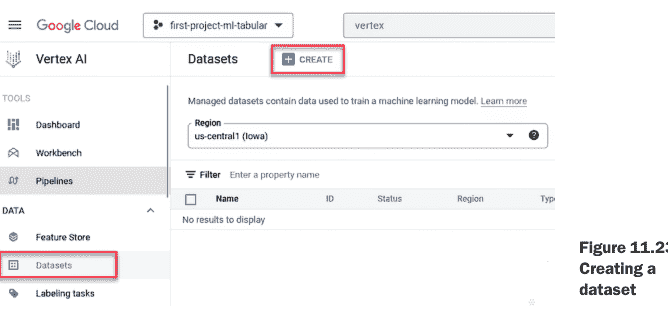 Google Cloud
first-project-ml-tabular
vertex
Vertex AI
Datasets
CREATE
TOOLS
Managed datasets contain data used to train a machine learning model. Learn more
Dashboard
Region
us-central1 (Iowa)
Workbench
Pipelines
Filter Enter a property name
DATA
Name ID Status Region Typ
No results to display
Feature Store
Datasets
Labeling tasks
Figure 11.23
Creating a
dataset